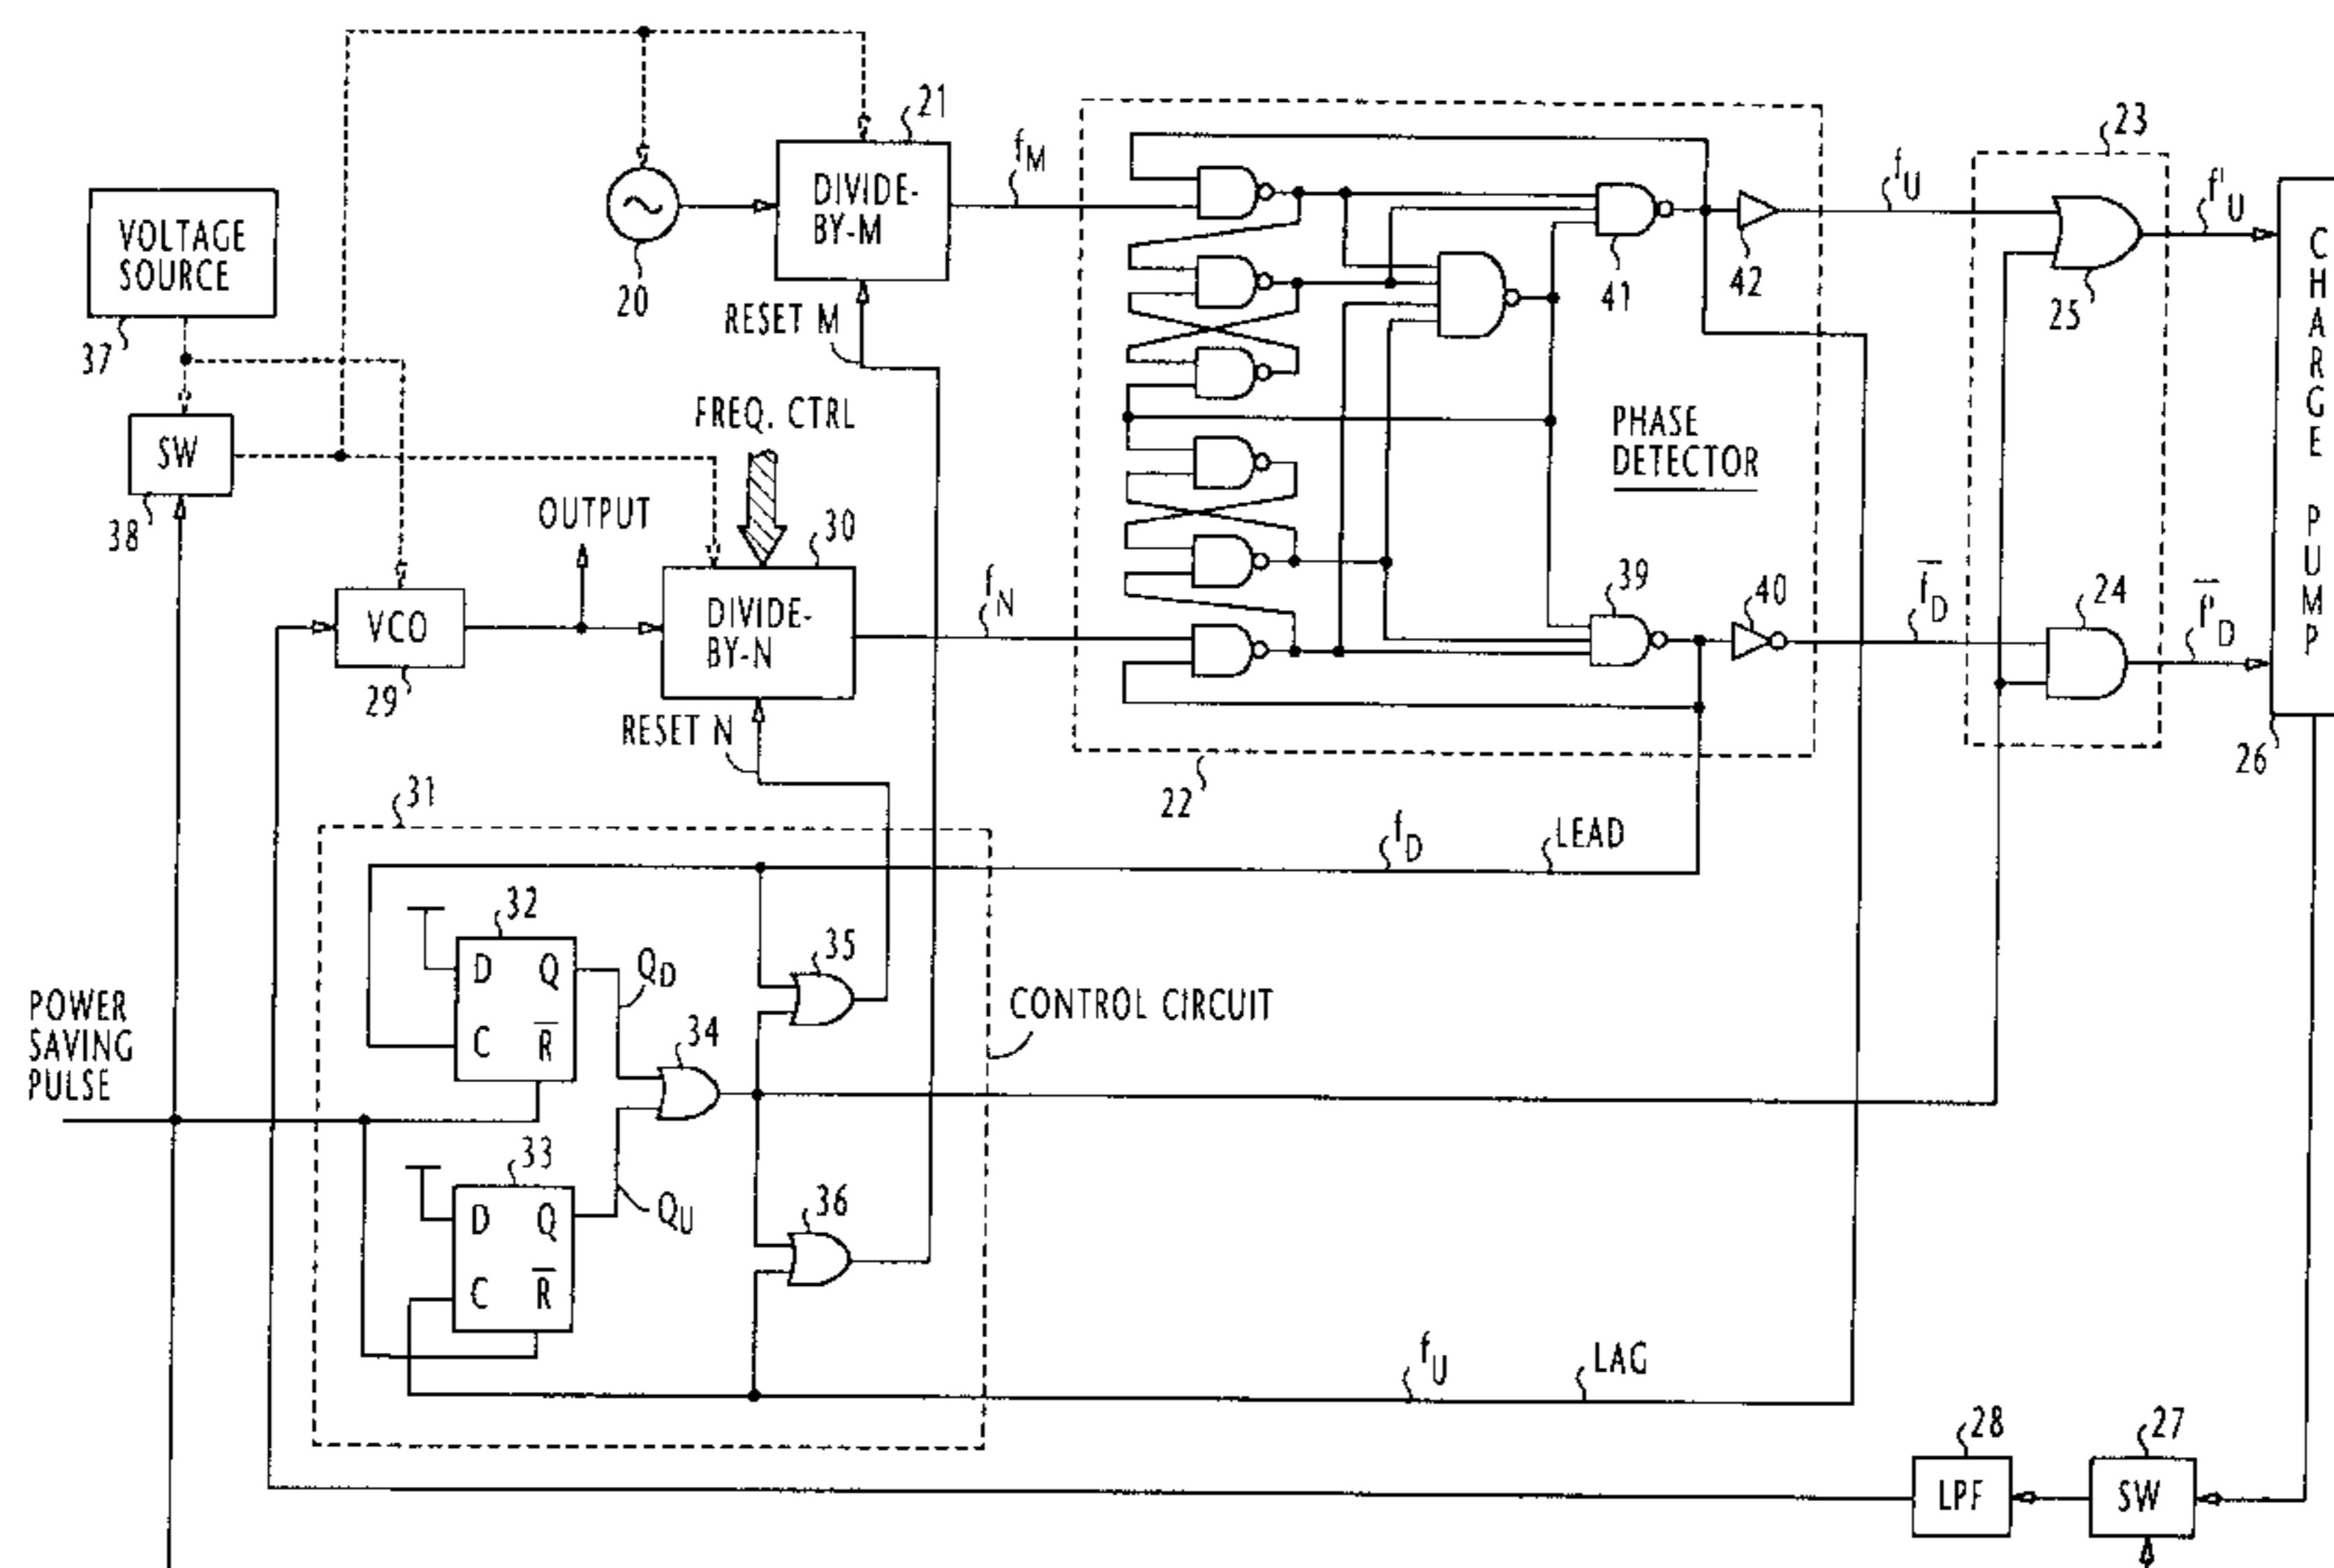 21
f_M
23
VOLTAGE
SOURCE
DIVIDE-
BY-M
f_U
f'_U
20
42
25
41
37
RESET M
SW
FREQ. CTRL
PHASE
DETECTOR
38
OUTPUT
30
39
40
24
VCO
DIVIDE-
BY-N
f_N
f̅_D
f̅'_D
CHARGE PUMP
29
RESET N
26
22
31
f_D
LEAD
32
35
D Q
Q_D
POWER
SAVING
PULSE
C R̅
34
CONTROL CIRCUIT
33
36
D Q
Q_U
C R̅
f_U
LAG
28
27
LPF
SW